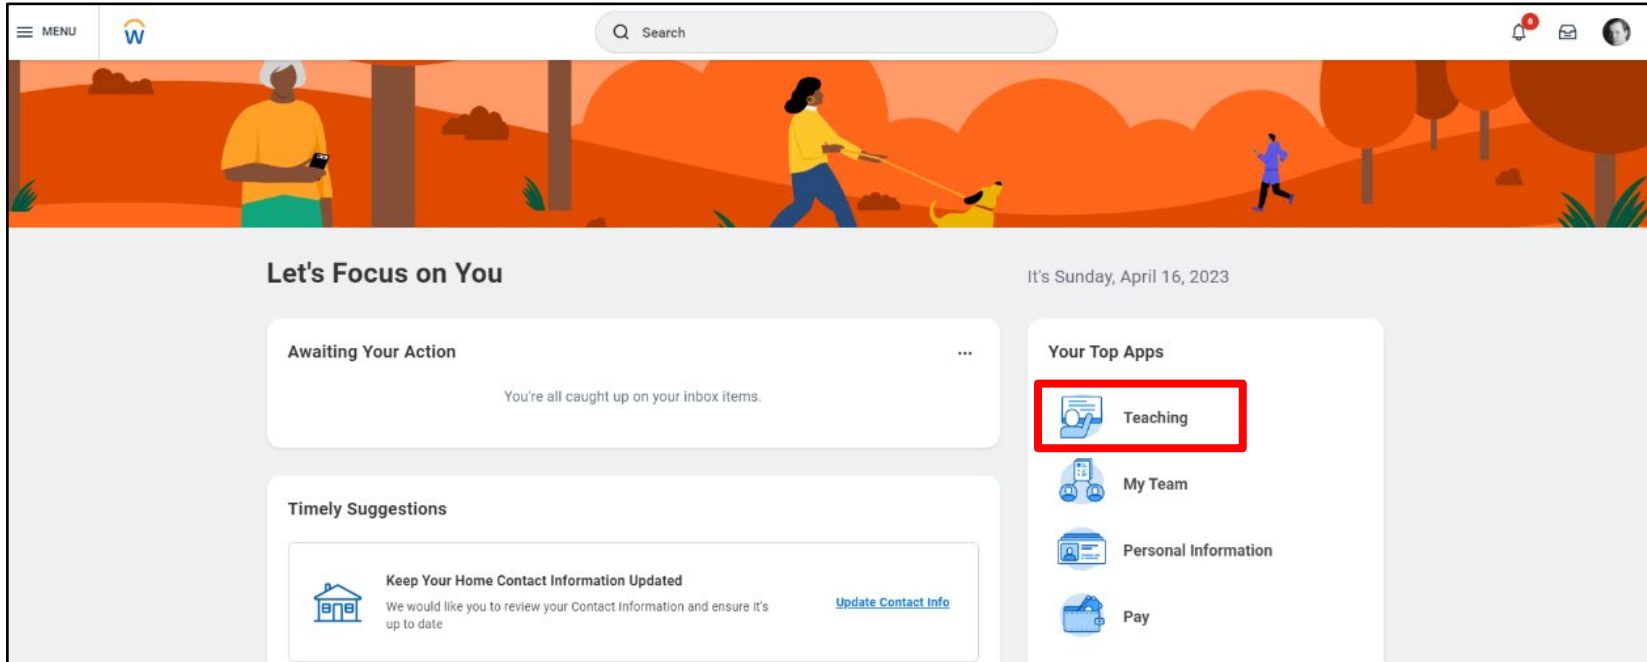 MENU
W
Search
6
Let's Focus on You
It's Sunday, April 16, 2023
Awaiting Your Action
You're all caught up on your inbox items.
Your Top Apps
Teaching
My Team
Personal Information
Pay
Timely Suggestions
Keep Your Home Contact Information Updated
We would like you to review your Contact Information and ensure it's
up to date
Update Contact Info